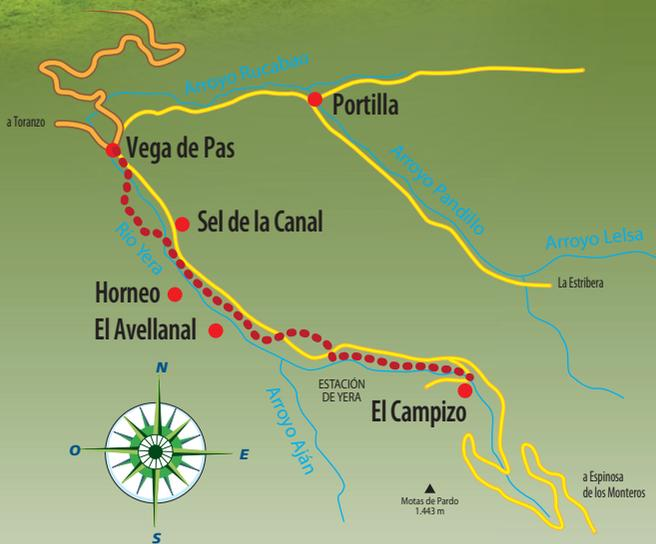 Arroyo Rucabao
Portilla
a Toranzo
Vega de Pas
Arroyo Pandillo
Sel de la Canal
Arroyo Lelsa
Río Yera
La Estribera
Horneo
El Avellanal
N
ESTACIÓN
DE YERA
El Campizo
Arroyo Aján
O
E
S
Motas de Pardo
1.443 m
a Espinosa
de los Monteros